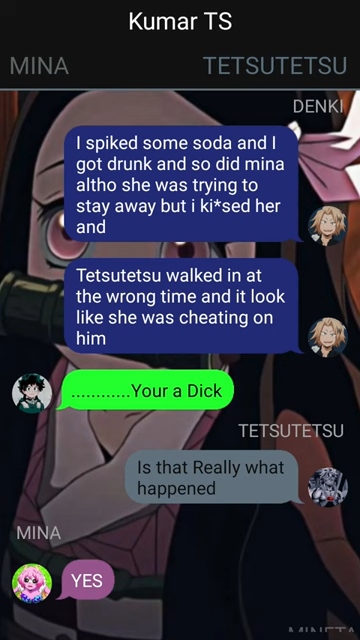 Kumar TS
MINA
TETSUTETSU
DENKI
I spiked some soda and I
got drunk and so did mina
altho she was trying to
stay away but i ki*sed her
and
Tetsutetsu walked in at
the wrong time and it look
like she was cheating on
him
............Your a Dick
TETSUTETSU
Is that Really what
happened
MINA
YES